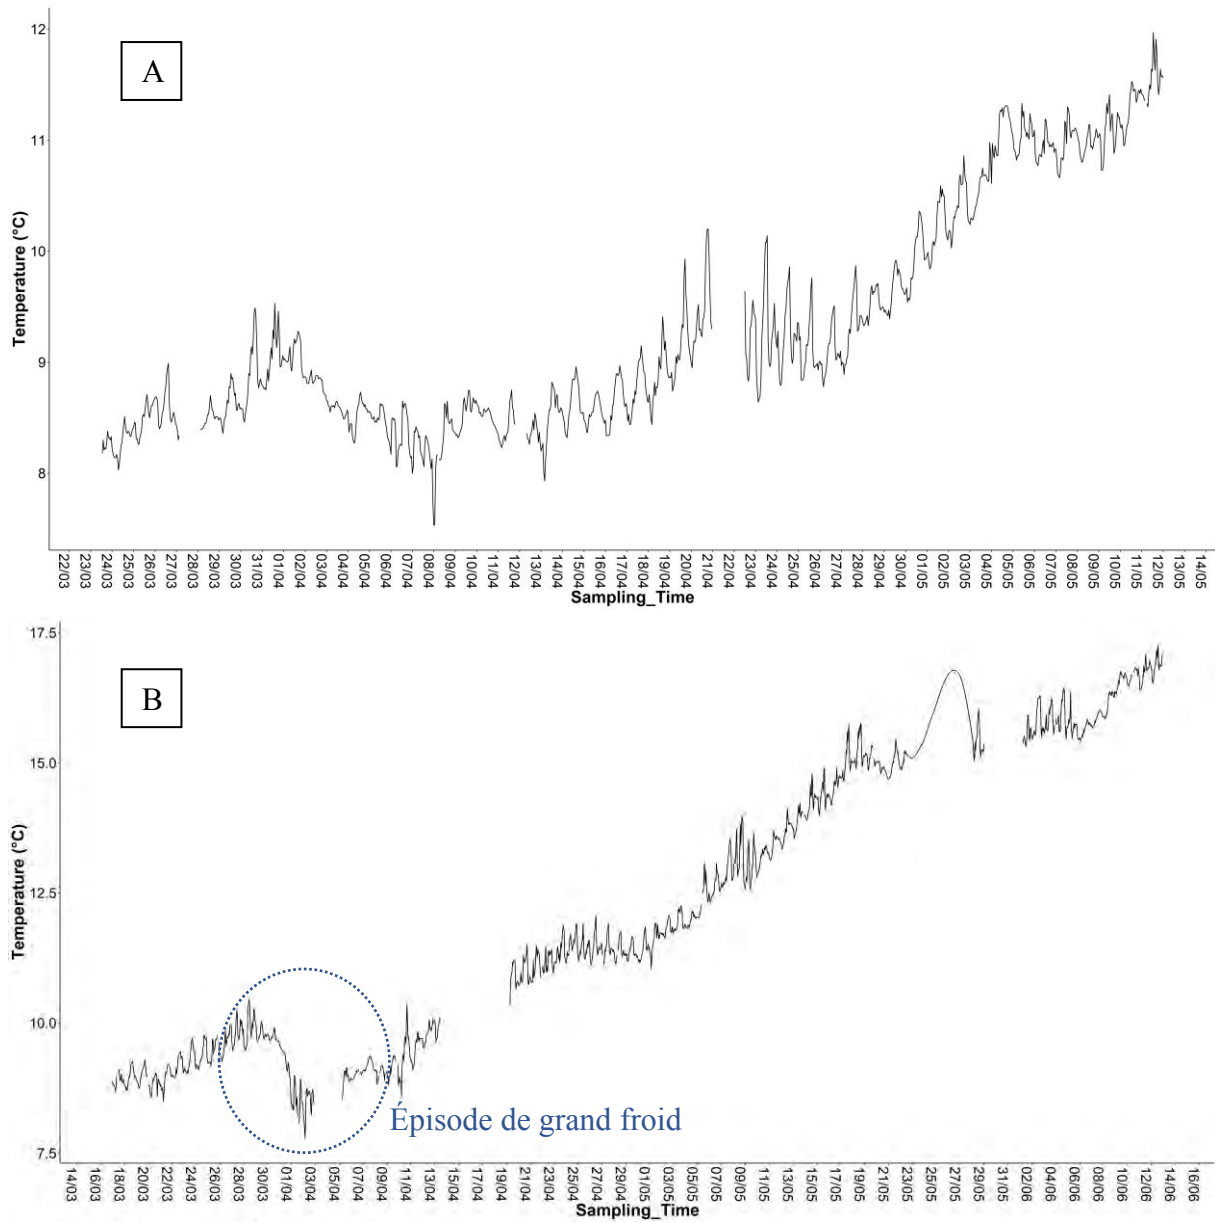 12
A
11
10
9
8
Temperature (°C)
22/03 23/03 24/03 25/03 26/03 27/03 28/03 29/03 30/03 31/03 01/04 02/04 03/04 04/04 05/04 06/04 07/04 08/04 09/04 10/04 11/04 12/04 13/04 14/04 15/04 16/04 17/04 18/04 19/04 20/04 21/04 22/04 23/04 24/04 25/04 26/04 27/04 28/04 29/04 30/04 01/05 02/05 03/05 04/05 05/05 06/05 07/05 08/05 09/05 10/05 11/05 12/05 13/05 14/05
Sampling_Time
17.5
B
15.0
12.5
10.0
7.5
Temperature (°C)
Épisode de grand froid
14/03 16/03 18/03 20/03 22/03 24/03 26/03 28/03 30/03 01/04 03/04 05/04 07/04 09/04 11/04 13/04 15/04 17/04 19/04 21/04 23/04 25/04 27/04 29/04 01/05 03/05 05/05 07/05 09/05 11/05 13/05 15/05 17/05 19/05 21/05 23/05 25/05 27/05 29/05 31/05 02/06 04/06 06/06 08/06 10/06 12/06 14/06 16/06
Sampling_Time